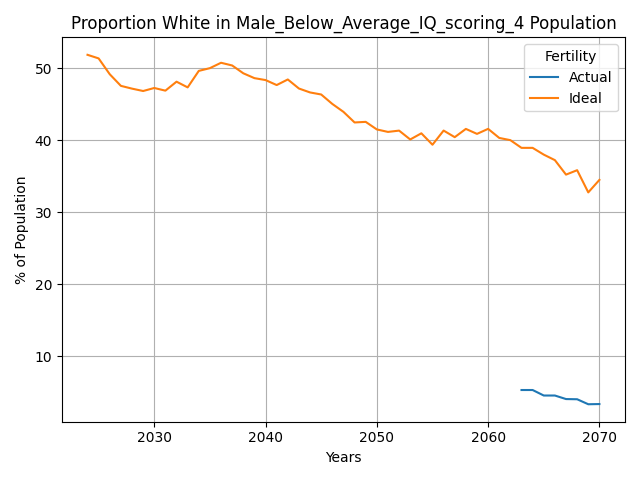 Proportion White in Male_Below_Average_IQ_scoring_4 Population
Fertility
Actual
Ideal
% of Population
50
40
30
20
10
2030
2040
2050
2060
2070
Years